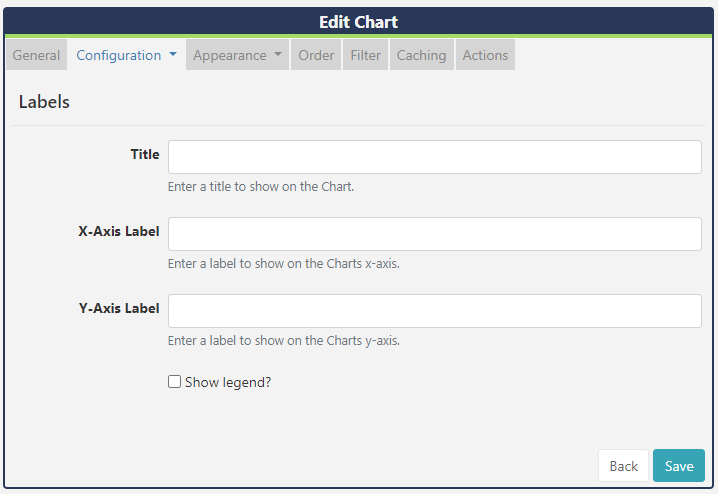 Edit Chart
General Configuration Appearance Order Filter Caching Actions
Labels
Title
Enter a title to show on the Chart.
X-Axis Label
Enter a label to show on the Charts x-axis.
Y-Axis Label
Enter a label to show on the Charts y-axis.
Show legend?
Back Save